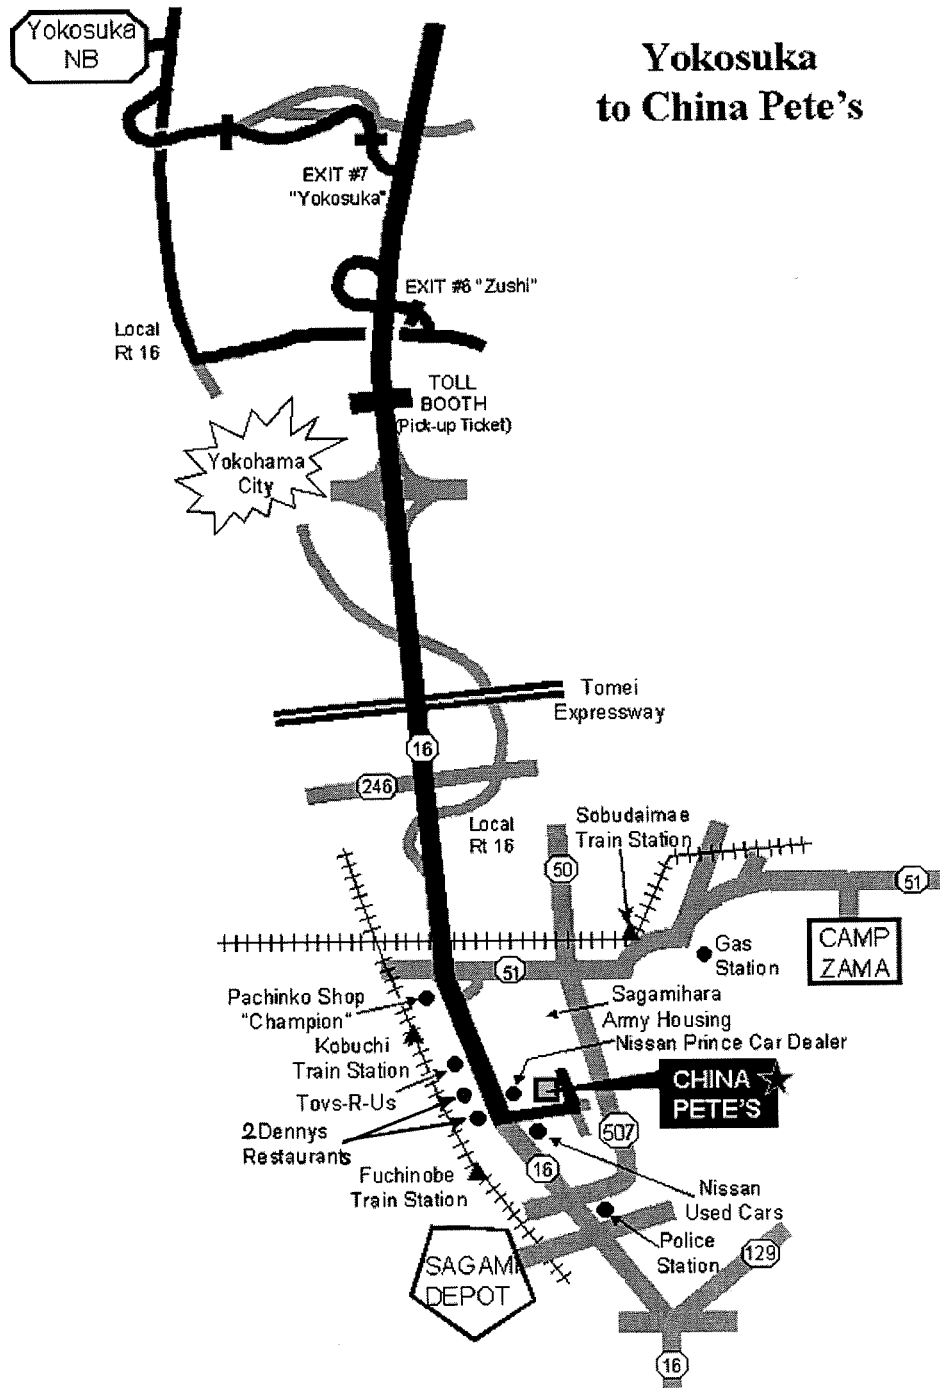 Yokosuka
NB
Yokosuka
to China Pete's
EXIT #7
"Yokosuka"
EXIT #6 "Zushi"
Local
Rt 16
TOLL
BOOTH
(Pick-up Ticket)
Yokohama
City
Tomei
Expressway
16
246
Local
Rt 16
Sobudaimae
Train Station
50
51
CAMP
ZAMA
Gas
Station
51
Pachinko Shop
"Champion"
Sagamihara
Army Housing
Nissan Prince Car Dealer
Kobuchi
Train Station
CHINA
PETE'S
Toys-R-Us
2 Dennys
Restaurants
507
Fuchinobe
Train Station
16
Nissan
Used Cars
Police
Station
129
SAGAMI
DEPOT
16